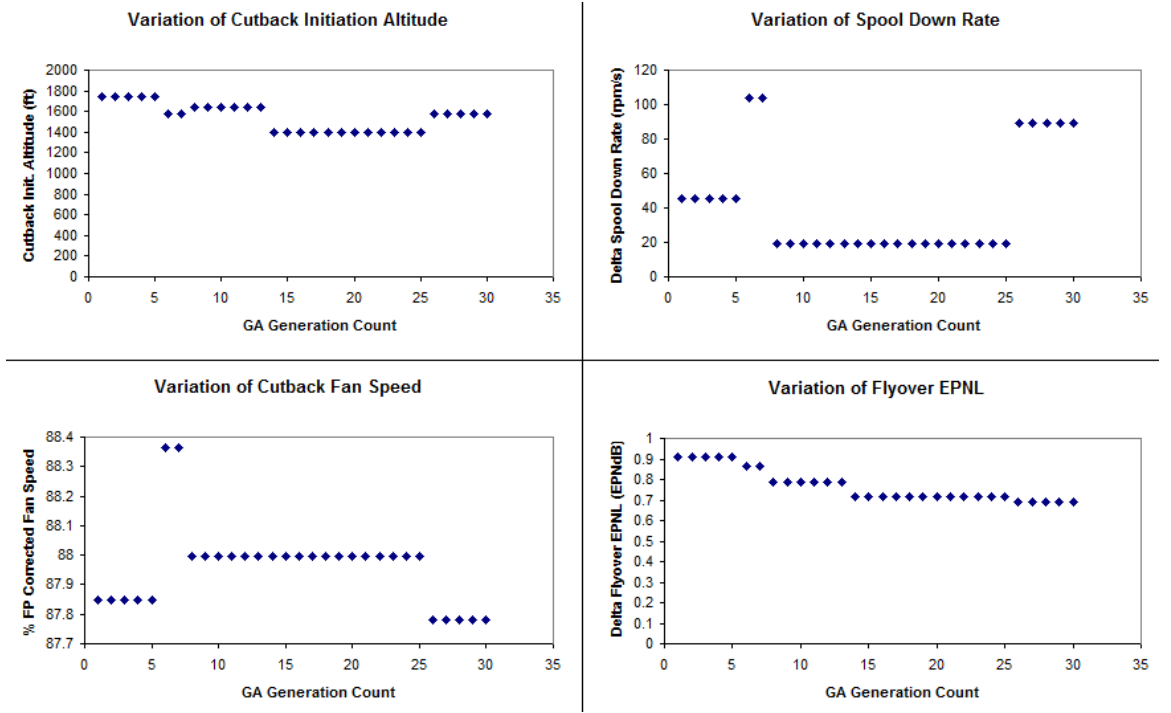 Variation of Cutback Initiation Altitude
Cutback Init. Altitude (ft)
2000
1800
1600
1400
1200
1000
800
600
400
200
0
0 5 10 15 20 25 30 35
GA Generation Count
Variation of Spool Down Rate
Delta Spool Down Rate (rpm/s)
120
100
80
60
40
20
0
0 5 10 15 20 25 30 35
GA Generation Count
Variation of Cutback Fan Speed
% FP Corrected Fan Speed
88.4
88.3
88.2
88.1
88
87.9
87.8
87.7
0 5 10 15 20 25 30 35
GA Generation Count
Variation of Flyover EPNL
Delta Flyover EPNL (EPNdB)
1
0.9
0.8
0.7
0.6
0.5
0.4
0.3
0.2
0.1
0
0 5 10 15 20 25 30 35
GA Generation Count